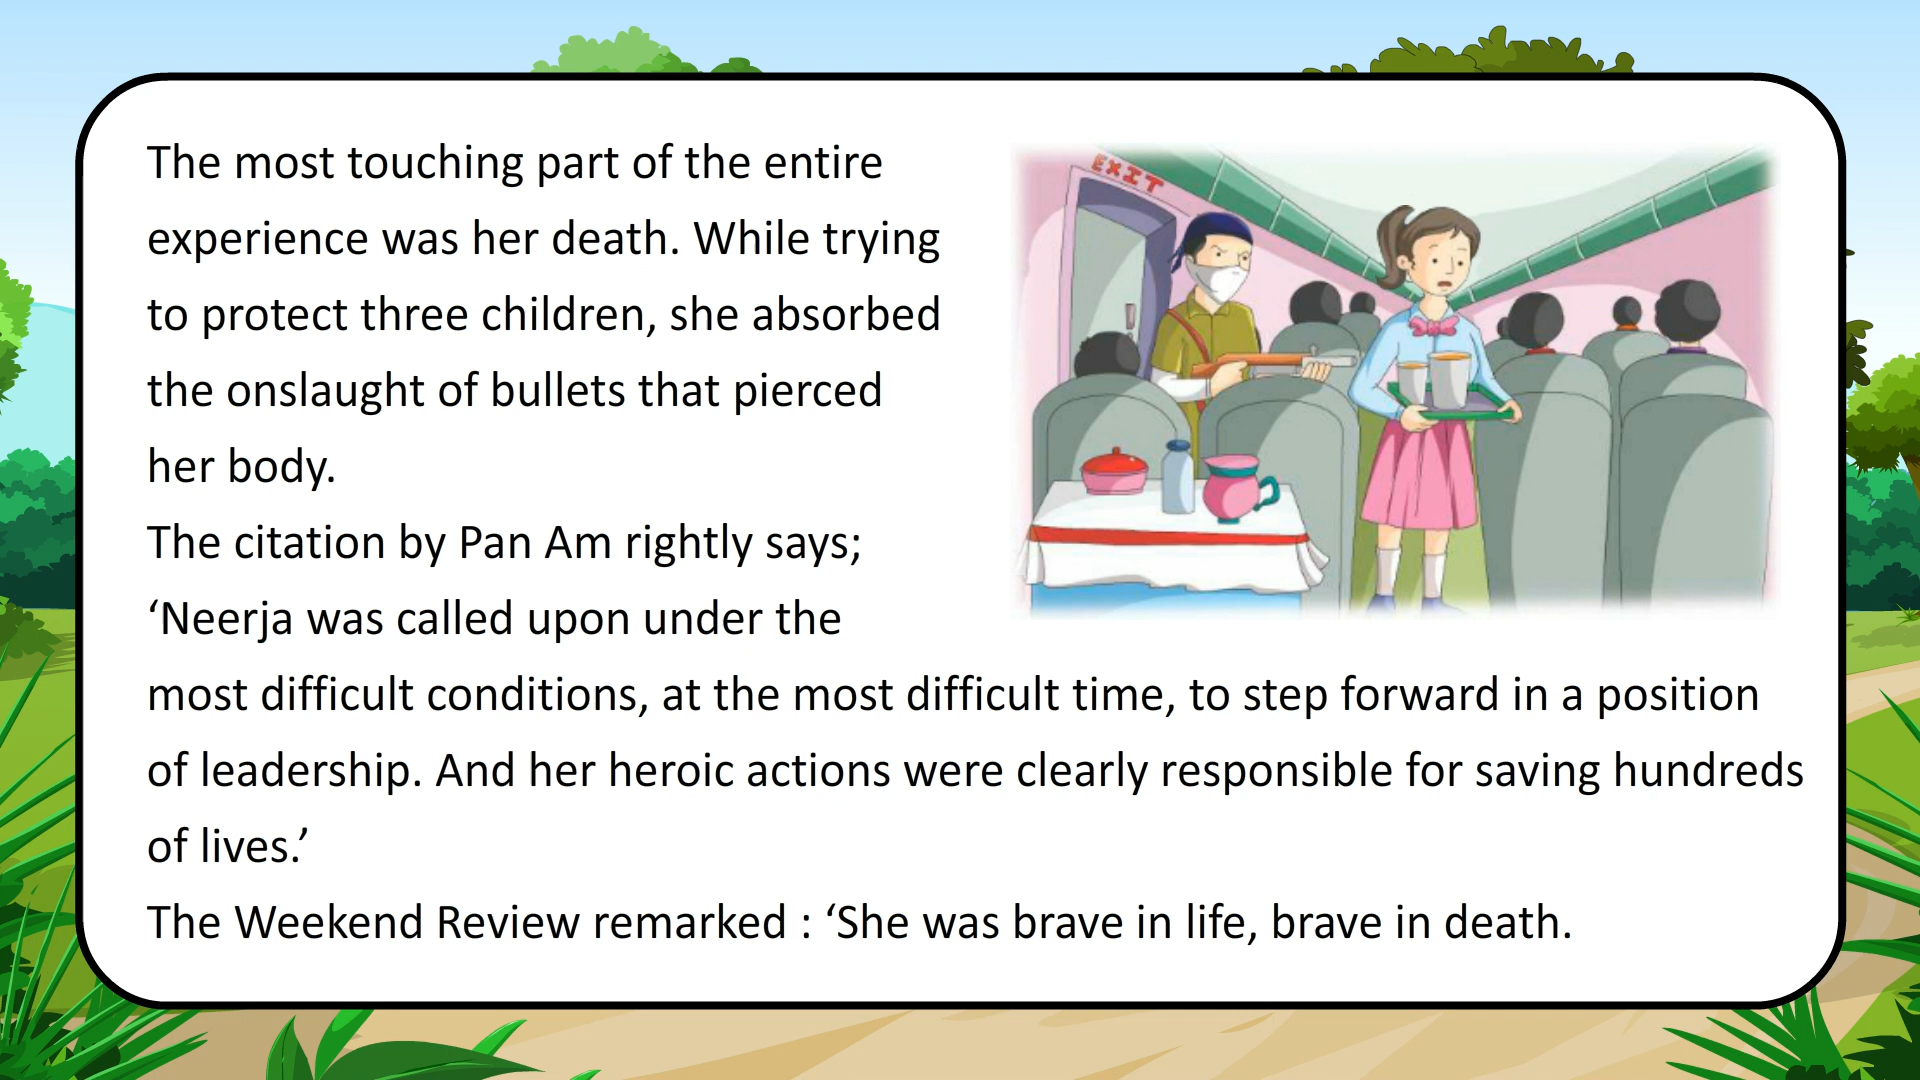 The most touching part of the entire
experience was her death. While trying
to protect three children, she absorbed
the onslaught of bullets that pierced
her body.
The citation by Pan Am rightly says;
‘Neerja was called upon under the
most difficult conditions, at the most difficult time, to step forward in a position
of leadership. And her heroic actions were clearly responsible for saving hundreds
of lives.’
The Weekend Review remarked : ‘She was brave in life, brave in death.
EXIT